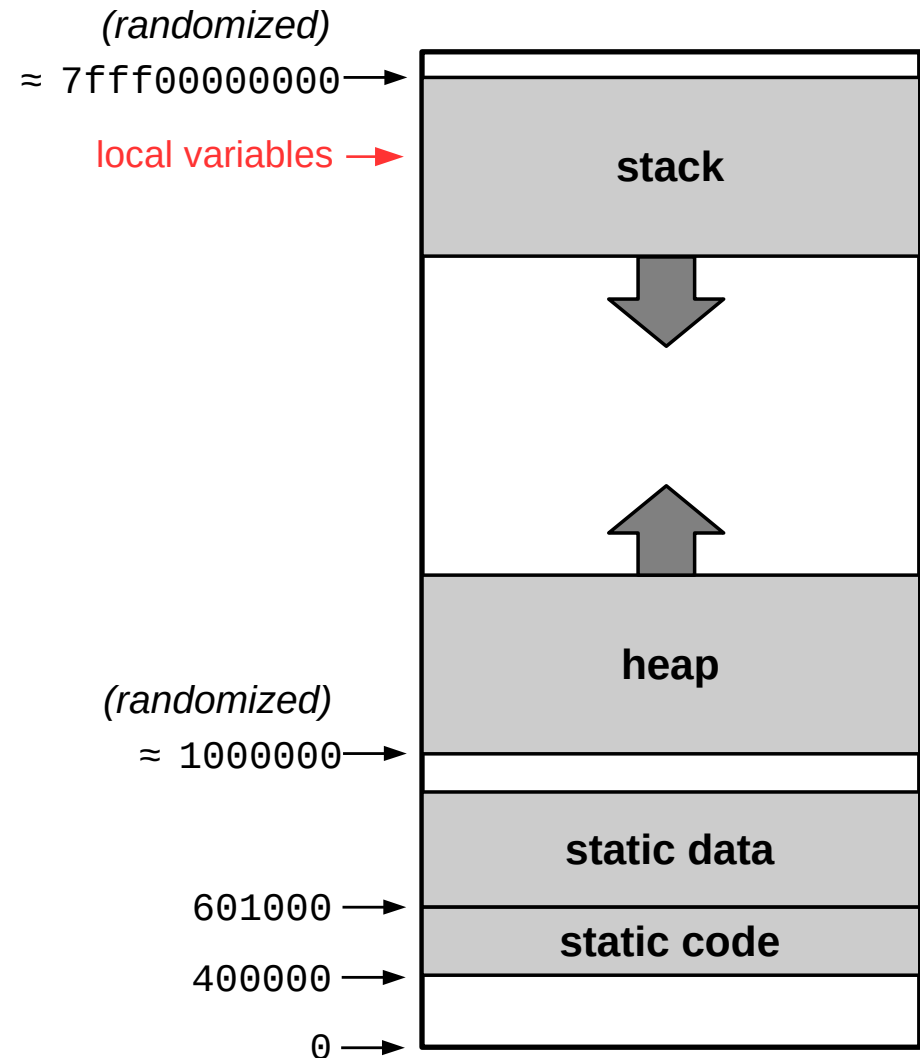 (randomized)
≈ 7fff00000000
local variables
stack
heap
(randomized)
≈ 1000000
static data
601000
static code
400000
0